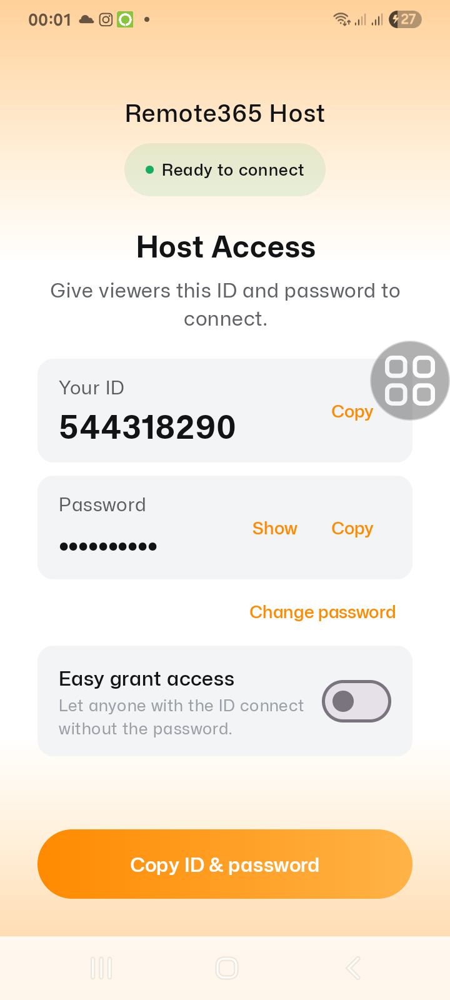 00:01
27
Remote365 Host
Ready to connect
Host Access
Give viewers this ID and password to
connect.
Your ID
544318290
Copy
Password
••••••••••
Show
Copy
Change password
Easy grant access
Let anyone with the ID connect
without the password.
Copy ID & password